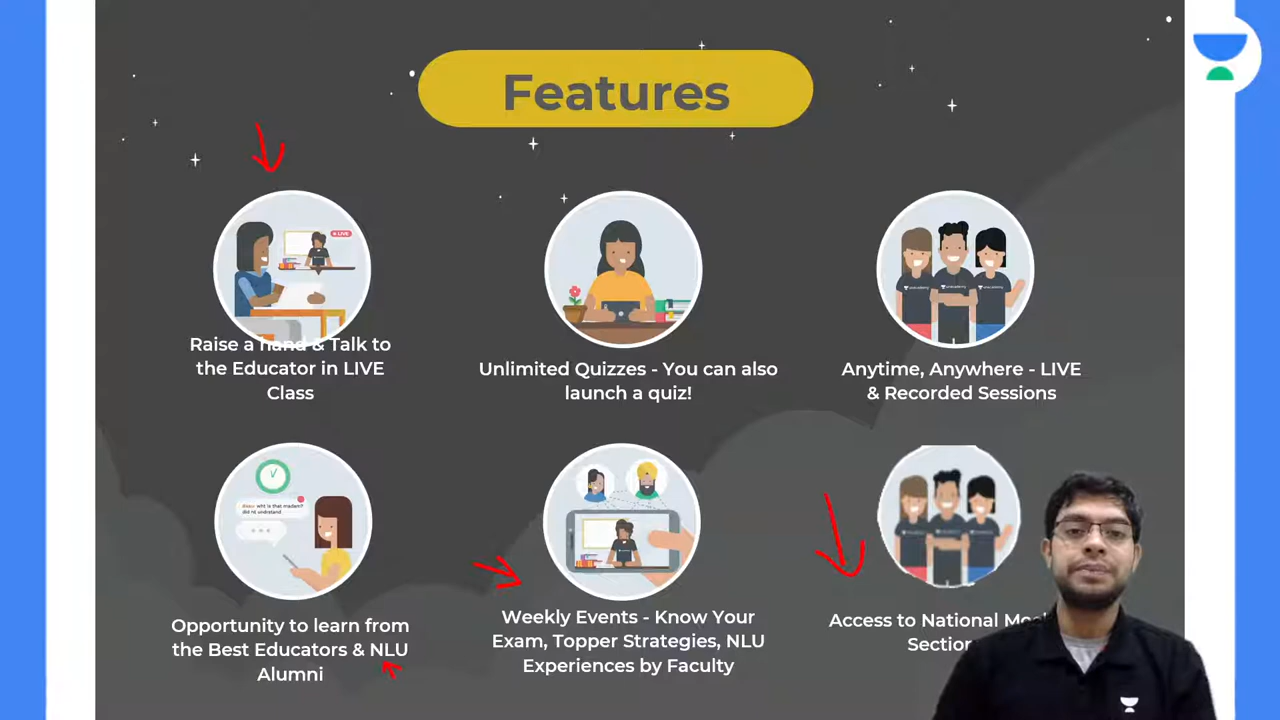 Features
LIVE
Raise a hand & Talk to
the Educator in LIVE
Class
Unlimited Quizzes - You can also
launch a quiz!
Anytime, Anywhere - LIVE
& Recorded Sessions
Opportunity to learn from
the Best Educators & NLU
Alumni
Weekly Events - Know Your
Exam, Topper Strategies, NLU
Experiences by Faculty
Access to National